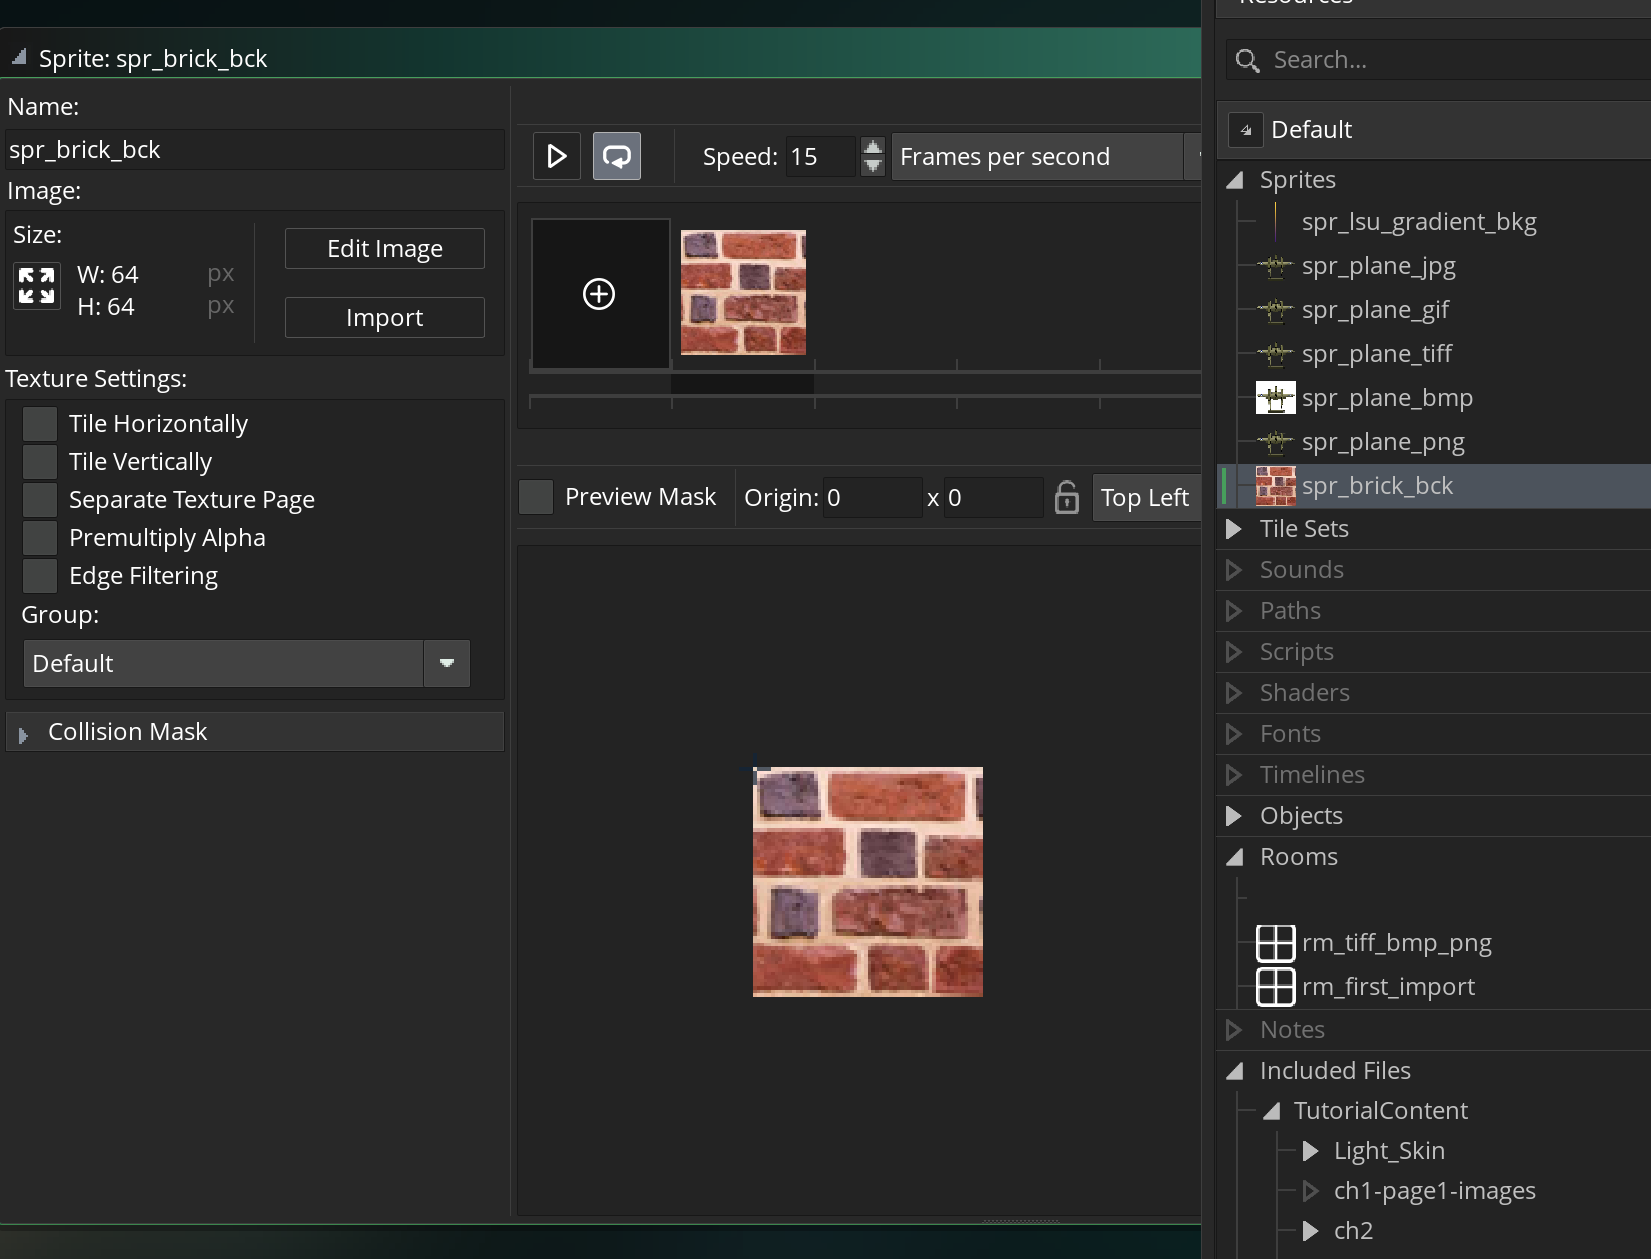 Sprite: spr_brick_bck
Name:
spr_brick_bck
Image:
Size:
W: 64 px
H: 64 px
Edit Image
Import
Texture Settings:
Tile Horizontally
Tile Vertically
Separate Texture Page
Premultiply Alpha
Edge Filtering
Group:
Default
Collision Mask
Speed: 15 Frames per second
Preview Mask Origin: 0 x 0 Top Left
Resources
Search...
Default
Sprites
spr_lsu_gradient_bkg
spr_plane_jpg
spr_plane_gif
spr_plane_tiff
spr_plane_bmp
spr_plane_png
spr_brick_bck
Tile Sets
Sounds
Paths
Scripts
Shaders
Fonts
Timelines
Objects
Rooms
rm_tiff_bmp_png
rm_first_import
Notes
Included Files
TutorialContent
Light_Skin
ch1-page1-images
ch2